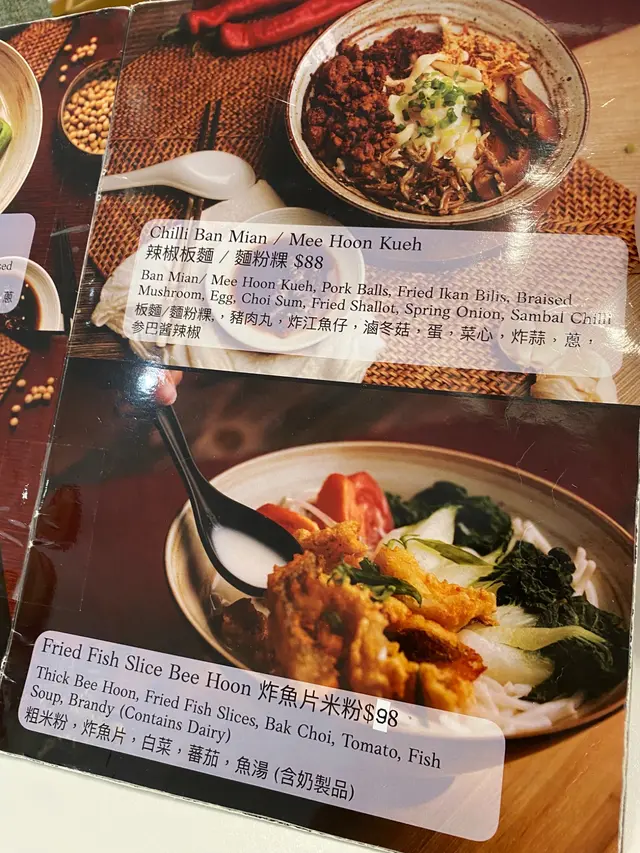 sed
蔥
Chilli Ban Mian / Mee Hoon Kueh
辣椒板麵 / 麵粉粿 $88
Ban Mian/ Mee Hoon Kueh, Pork Balls, Fried Ikan Bilis, Braised
Mushroom, Egg, Choi Sum, Fried Shallot, Spring Onion, Sambal Chilli
板麵/麵粉粿,，豬肉丸，炸江魚仔，滷冬菇，蛋，菜心，炸蒜，蔥，
參巴醬辣椒
Fried Fish Slice Bee Hoon 炸魚片米粉$98
Thick Bee Hoon, Fried Fish Slices, Bak Choi, Tomato, Fish
Soup, Brandy (Contains Dairy)
粗米粉，炸魚片，白菜，蕃茄，魚湯 (含奶製品)